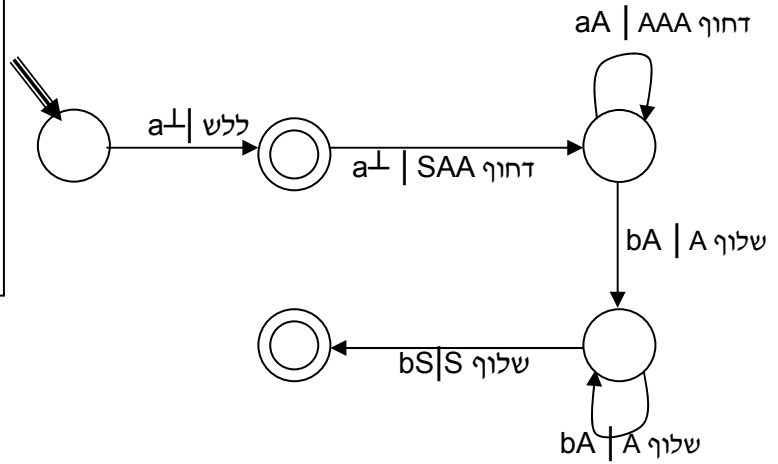 aA | AAA דחוף
a⊥| ללש
a⊥ | SAA דחוף
bA | A שלוף
bS|S שלוף
bA | A שלוף